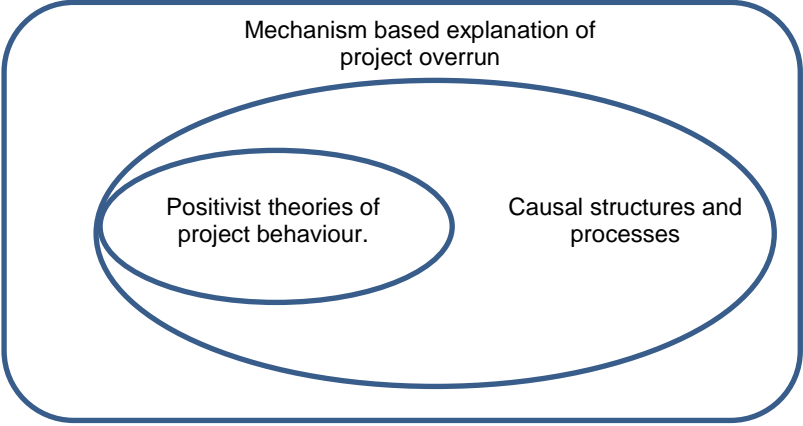 Mechanism based explanation of
project overrun
Positivist theories of
project behaviour.
Causal structures and
processes